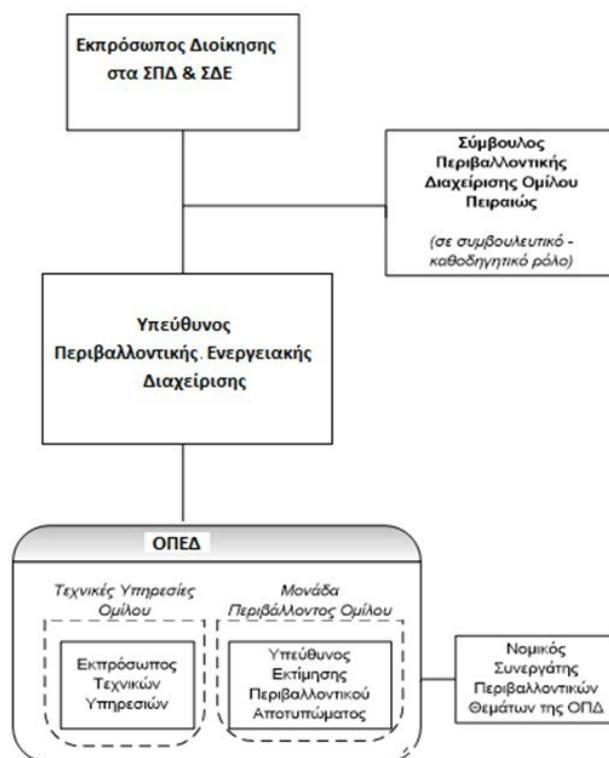 Εκπρόσωπος Διοίκησης
στα ΣΠΔ & ΣΔΕ
Σύμβουλος
Περιβαλλοντικής
Διαχείρισης Ομίλου
Πειραιώς
(σε συμβουλευτικό -
καθοδηγητικό ρόλο)
Υπεύθυνος
Περιβαλλοντικής. Ενεργειακής
Διαχείρισης
ΟΠΕΔ
Τεχνικές Υπηρεσίες
Ομίλου
Εκπρόσωπος
Τεχνικών
Υπηρεσιών
Μονάδα
Περιβάλλοντος Ομίλου
Υπεύθυνος
Εκτίμησης
Περιβαλλοντικού
Αποτυπώματος
Νομικός
Συνεργάτης
Περιβαλλοντικών
Θεμάτων της ΟΠΔ